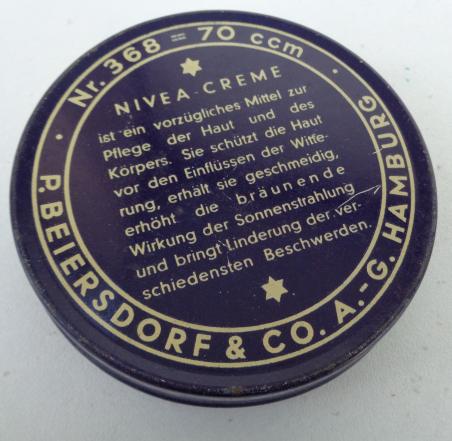 Nr. 368 = 70 ccm
NIVEA-CREME
ist ein vorzügliches Mittel zur
Pflege der Haut und des
Körpers. Sie schützt die Haut
vor den Einflüssen der Witte-
rung, erhält sie geschmeidig,
erhöht die bräunende
Wirkung der Sonnenstrahlung
und bringt Linderung der ver-
schiedensten Beschwerden.
P. BEIERSDORF & CO. A.-G. HAMBURG